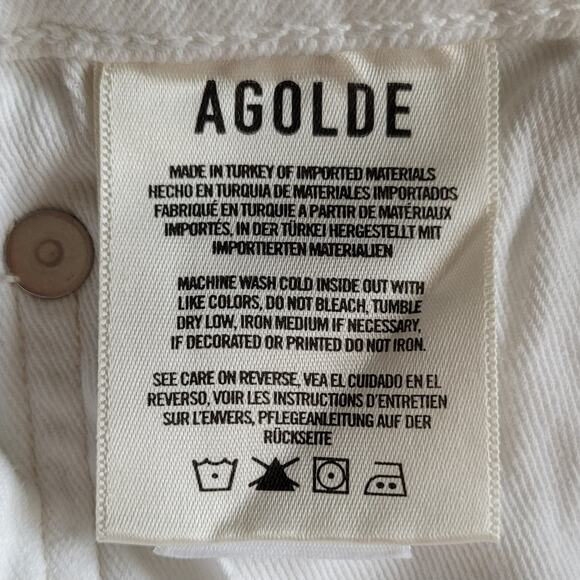 AGOLDE
MADE IN TURKEY OF IMPORTED MATERIALS
HECHO EN TURQUIA DE MATERIALES IMPORTADOS
FABRIQUÉ EN TURQUIE A PARTIR DE MATÉRIAUX
IMPORTÉS, IN DER TÜRKEI HERGESTELLT MIT
IMPORTIERTEN MATERIALIEN
MACHINE WASH COLD INSIDE OUT WITH
LIKE COLORS, DO NOT BLEACH, TUMBLE
DRY LOW, IRON MEDIUM IF NECESSARY,
IF DECORATED OR PRINTED DO NOT IRON.
SEE CARE ON REVERSE, VEA EL CUIDADO EN EL
REVERSO, VOIR LES INSTRUCTIONS D'ENTRETIEN
SUR L'ENVERS, PFLEGEANLEITUNG AUF DER
RÜCKSEITE